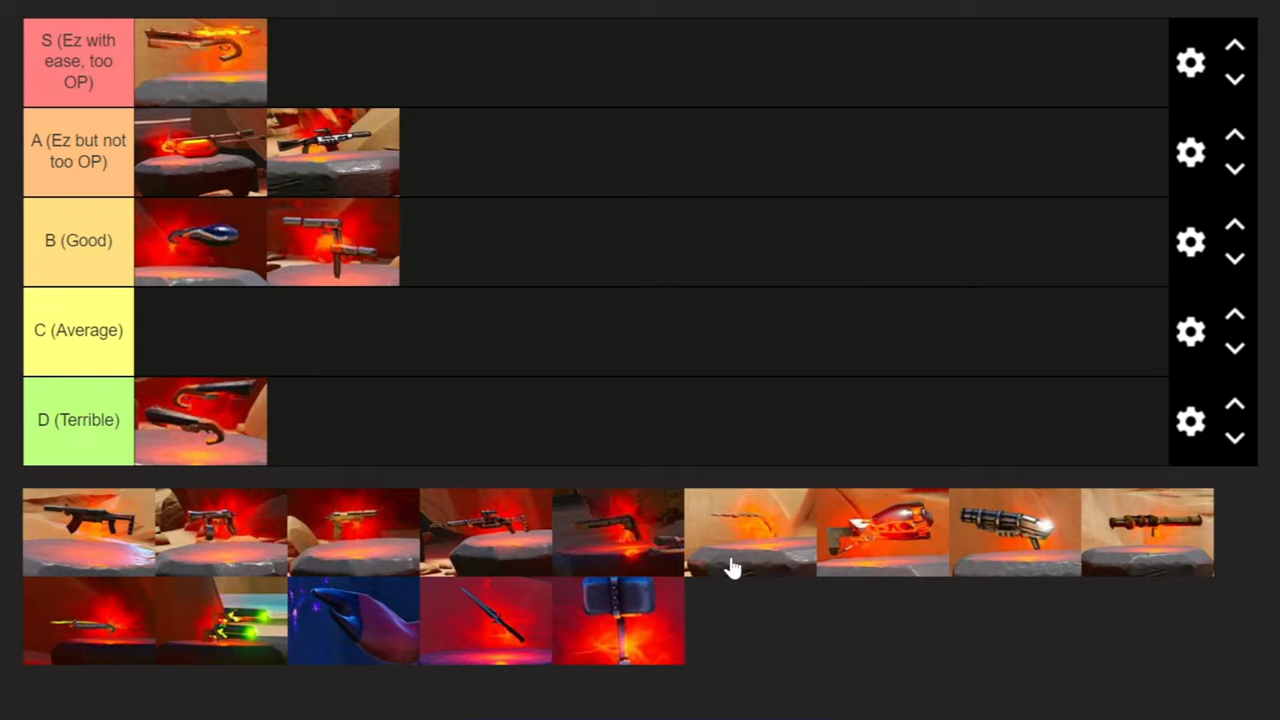 S (Ez with
ease, too
OP)
A (Ez but not
too OP)
B (Good)
C (Average)
D (Terrible)